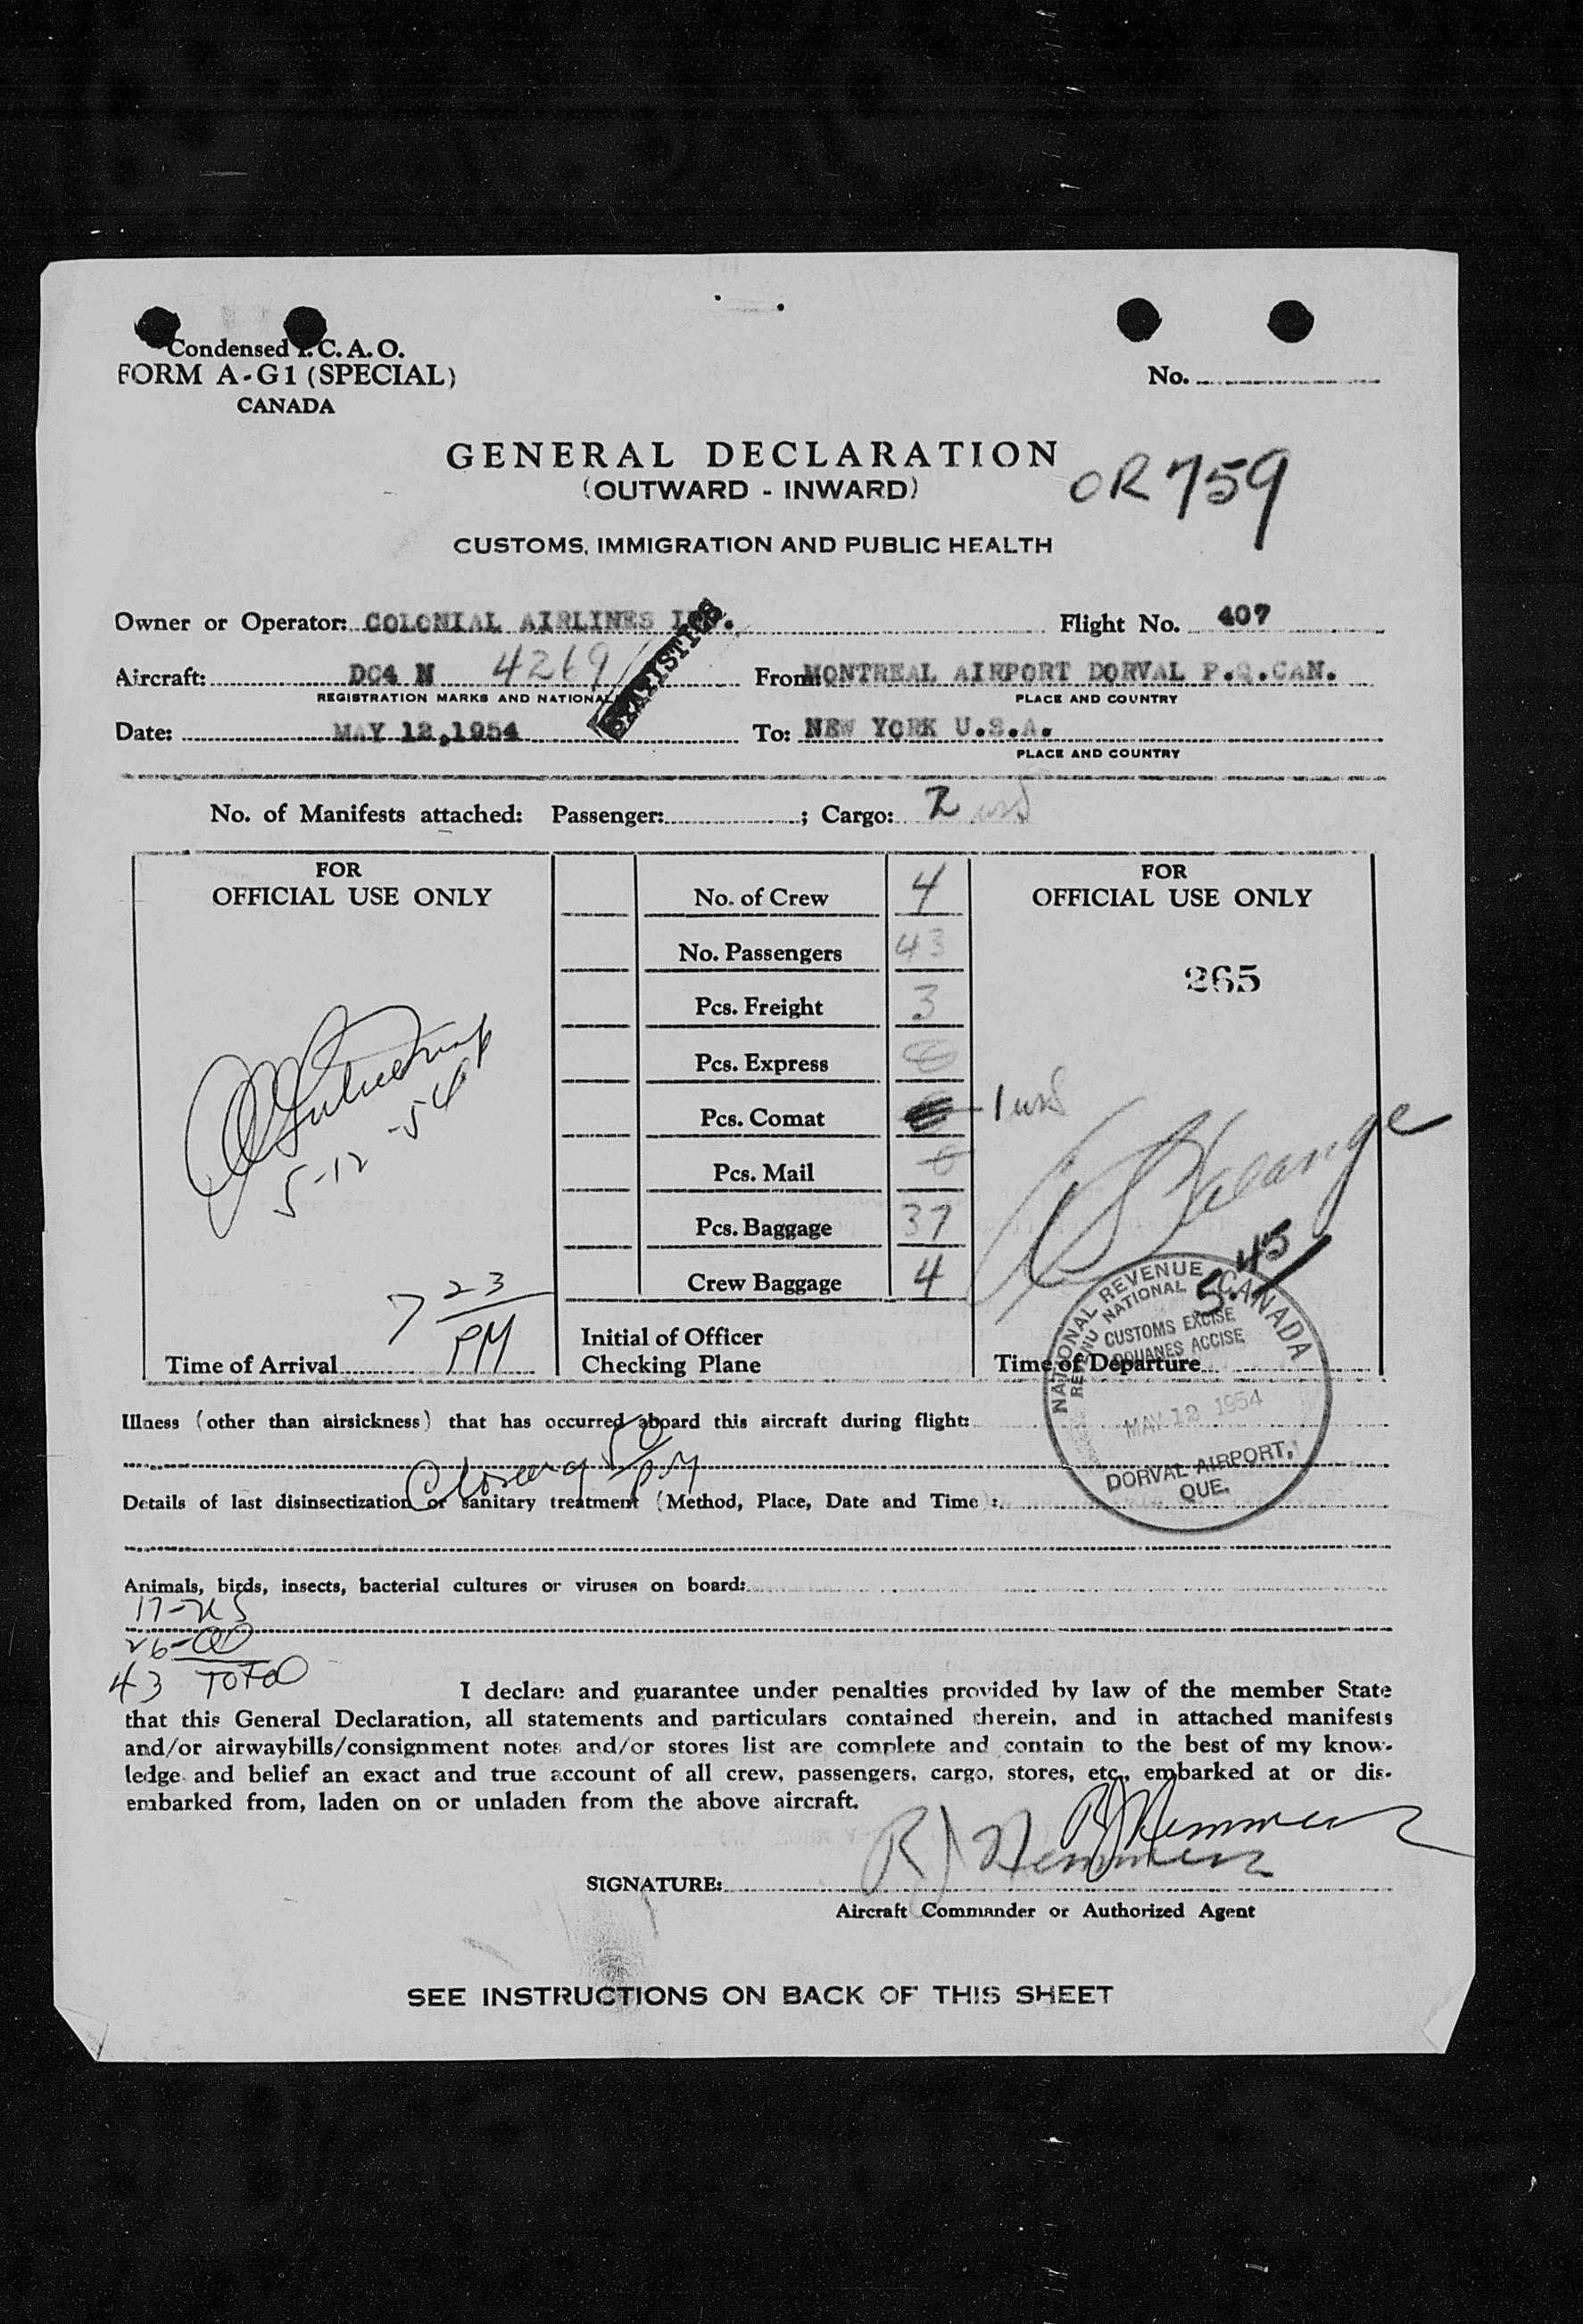 Condensed I.C.A.O.
FORM A-G1 (SPECIAL)
CANADA
No.
GENERAL DECLARATION
(OUTWARD - INWARD)
OR 759
CUSTOMS, IMMIGRATION AND PUBLIC HEALTH
Owner or Operator: COLONIAL AIRLINES INC. Flight No. 407
STATISTICS
Aircraft: DC4 N 4269 From: MONTREAL AIRPORT DORVAL P.Q.CAN.
REGISTRATION MARKS AND NATIONAL PLACE AND COUNTRY
Date: MAY 12,1954 To: NEW YORK U.S.A.
PLACE AND COUNTRY
No. of Manifests attached: Passenger: ; Cargo: 2
FOR
OFFICIAL USE ONLY
5-12-54
Time of Arrival 7 23 PM
No. of Crew 4
No. Passengers 43
Pcs. Freight 3
Pcs. Express
Pcs. Comat 1
Pcs. Mail
Pcs. Baggage 37
Crew Baggage 4
Initial of Officer
Checking Plane
FOR
OFFICIAL USE ONLY
265
5.45
Time of Departure
NATIONAL REVENUE CANADA
REVENU NATIONAL
CUSTOMS EXCISE
DOUANES ACCISE
MAY 12 1954
DORVAL AIRPORT,
QUE.
Illness (other than airsickness) that has occurred aboard this aircraft during flight:
PM
Details of last disinsectization or sanitary treatment (Method, Place, Date and Time):
Animals, birds, insects, bacterial cultures or viruses on board:
17-US
26-
43 TOTAL
I declare and guarantee under penalties provided by law of the member State
that this General Declaration, all statements and particulars contained therein, and in attached manifests
and/or airwaybills/consignment notes and/or stores list are complete and contain to the best of my know-
ledge and belief an exact and true account of all crew, passengers, cargo, stores, etc., embarked at or dis-
embarked from, laden on or unladen from the above aircraft.
SIGNATURE: R J Hemmerz
Aircraft Commander or Authorized Agent
SEE INSTRUCTIONS ON BACK OF THIS SHEET